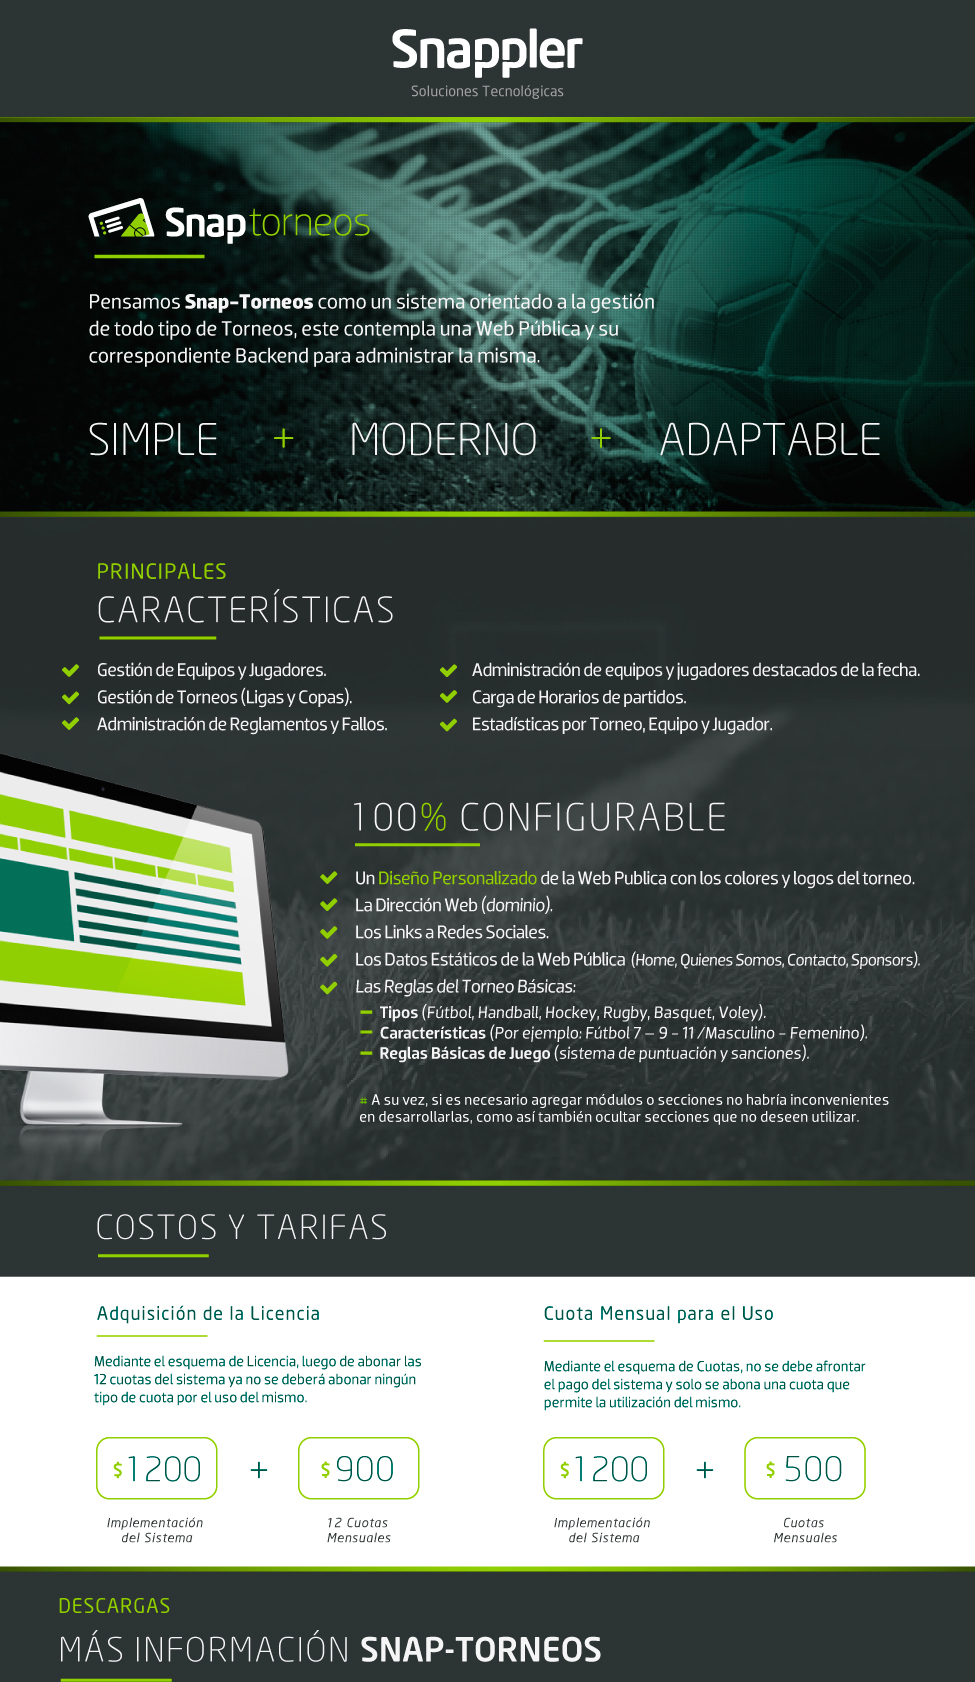 Snappler
Soluciones Tecnológicas
Snaptorneos
Pensamos Snap-Torneos como un sistema orientado a la gestión
de todo tipo de Torneos, este contempla una Web Pública y su
correspondiente Backend para administrar la misma.
SIMPLE + MODERNO + ADAPTABLE
PRINCIPALES
CARACTERÍSTICAS
Gestión de Equipos y Jugadores.
Gestión de Torneos (Ligas y Copas).
Administración de Reglamentos y Fallos.
Administración de equipos y jugadores destacados de la fecha.
Carga de Horarios de partidos.
Estadísticas por Torneo, Equipo y Jugador.
100% CONFIGURABLE
Un Diseño Personalizado de la Web Publica con los colores y logos del torneo.
La Dirección Web (dominio).
Los Links a Redes Sociales.
Los Datos Estáticos de la Web Pública (Home, Quienes Somos, Contacto, Sponsors).
Las Reglas del Torneo Básicas:
Tipos (Fútbol, Handball, Hockey, Rugby, Basquet, Voley).
Características (Por ejemplo: Fútbol 7 – 9 - 11 /Masculino - Femenino).
Reglas Básicas de Juego (sistema de puntuación y sanciones).
# A su vez, si es necesario agregar módulos o secciones no habría inconvenientes
en desarrollarlas, como así también ocultar secciones que no deseen utilizar.
COSTOS Y TARIFAS
Adquisición de la Licencia
Mediante el esquema de Licencia, luego de abonar las
12 cuotas del sistema ya no se deberá abonar ningún
tipo de cuota por el uso del mismo.
$1200 + $900
Implementación
del Sistema
12 Cuotas
Mensuales
Cuota Mensual para el Uso
Mediante el esquema de Cuotas, no se debe afrontar
el pago del sistema y solo se abona una cuota que
permite la utilización del mismo.
$1200 + $ 500
Implementación
del Sistema
Cuotas
Mensuales
DESCARGAS
MÁS INFORMACIÓN SNAP-TORNEOS